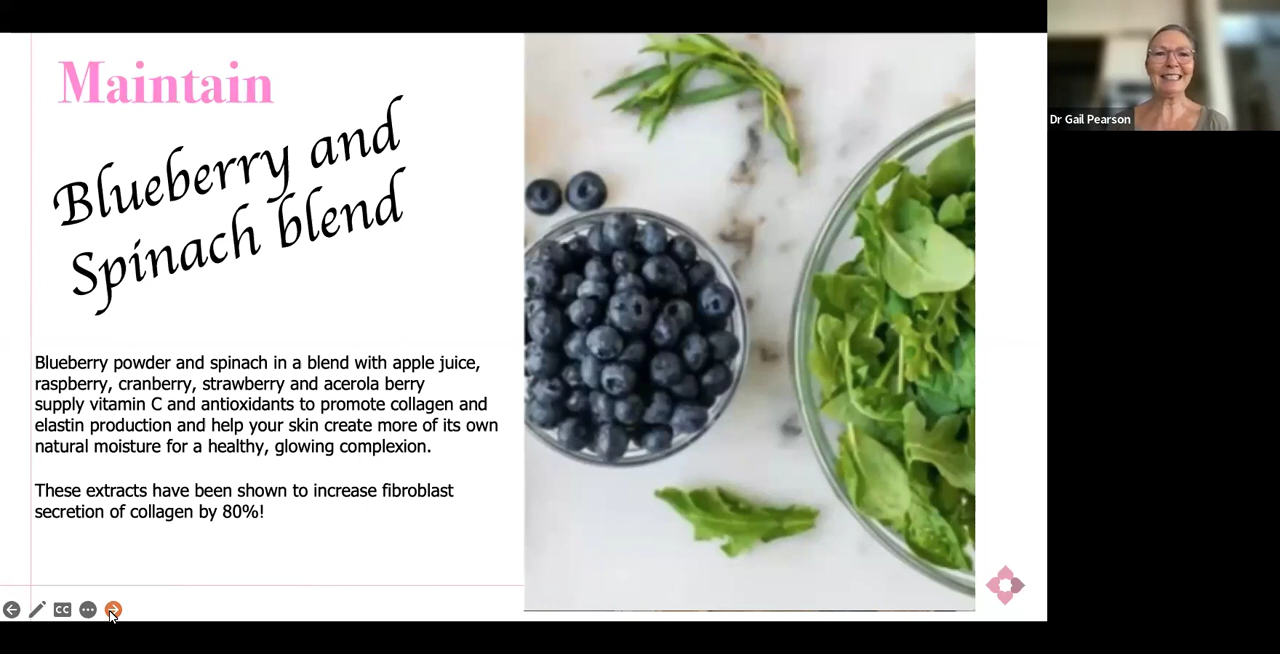 Maintain
Blueberry and
Spinach blend
Blueberry powder and spinach in a blend with apple juice,
raspberry, cranberry, strawberry and acerola berry
supply vitamin C and antioxidants to promote collagen and
elastin production and help your skin create more of its own
natural moisture for a healthy, glowing complexion.
These extracts have been shown to increase fibroblast
secretion of collagen by 80%!
CC
Dr Gail Pearson